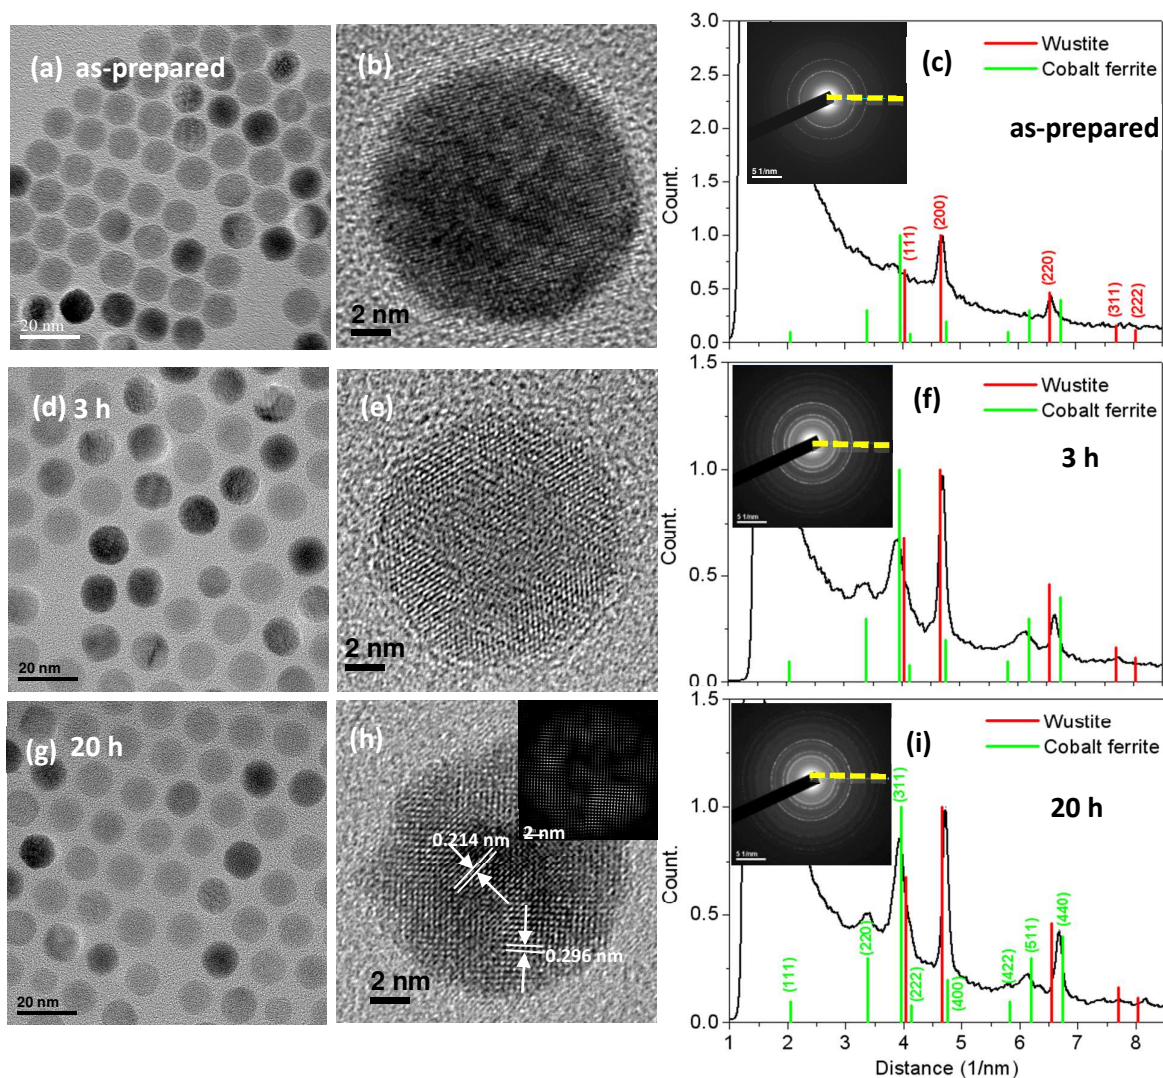 (a) as-prepared
20 nm
(b)
2 nm
(c)
as-prepared
Wustite
Cobalt ferrite
5 1/nm
Count.
3.0
2.5
2.0
1.5
1.0
0.5
0.0
(111)
(200)
(220)
(311)
(222)
(d) 3 h
20 nm
(e)
2 nm
(f)
3 h
Wustite
Cobalt ferrite
5 1/nm
Count.
1.5
1.0
0.5
0.0
(g) 20 h
20 nm
(h)
2 nm
0.214 nm
0.296 nm
2 nm
(i)
20 h
Wustite
Cobalt ferrite
5 1/nm
Count.
1.5
1.0
0.5
0.0
(111)
(220)
(311)
(222)
(400)
(422)
(511)
(440)
1 2 3 4 5 6 7 8
Distance (1/nm)